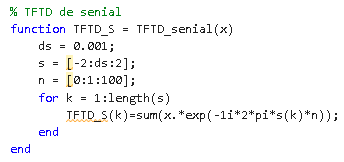 % TFTD de senial
function TFTD_S = TFTD_senial(x)
    ds = 0.001;
    s = [-2:ds:2];
    n = [0:1:100];
    for k = 1:length(s)
        TFTD_S(k)=sum(x.*exp(-1i*2*pi*s(k)*n));
    end
end